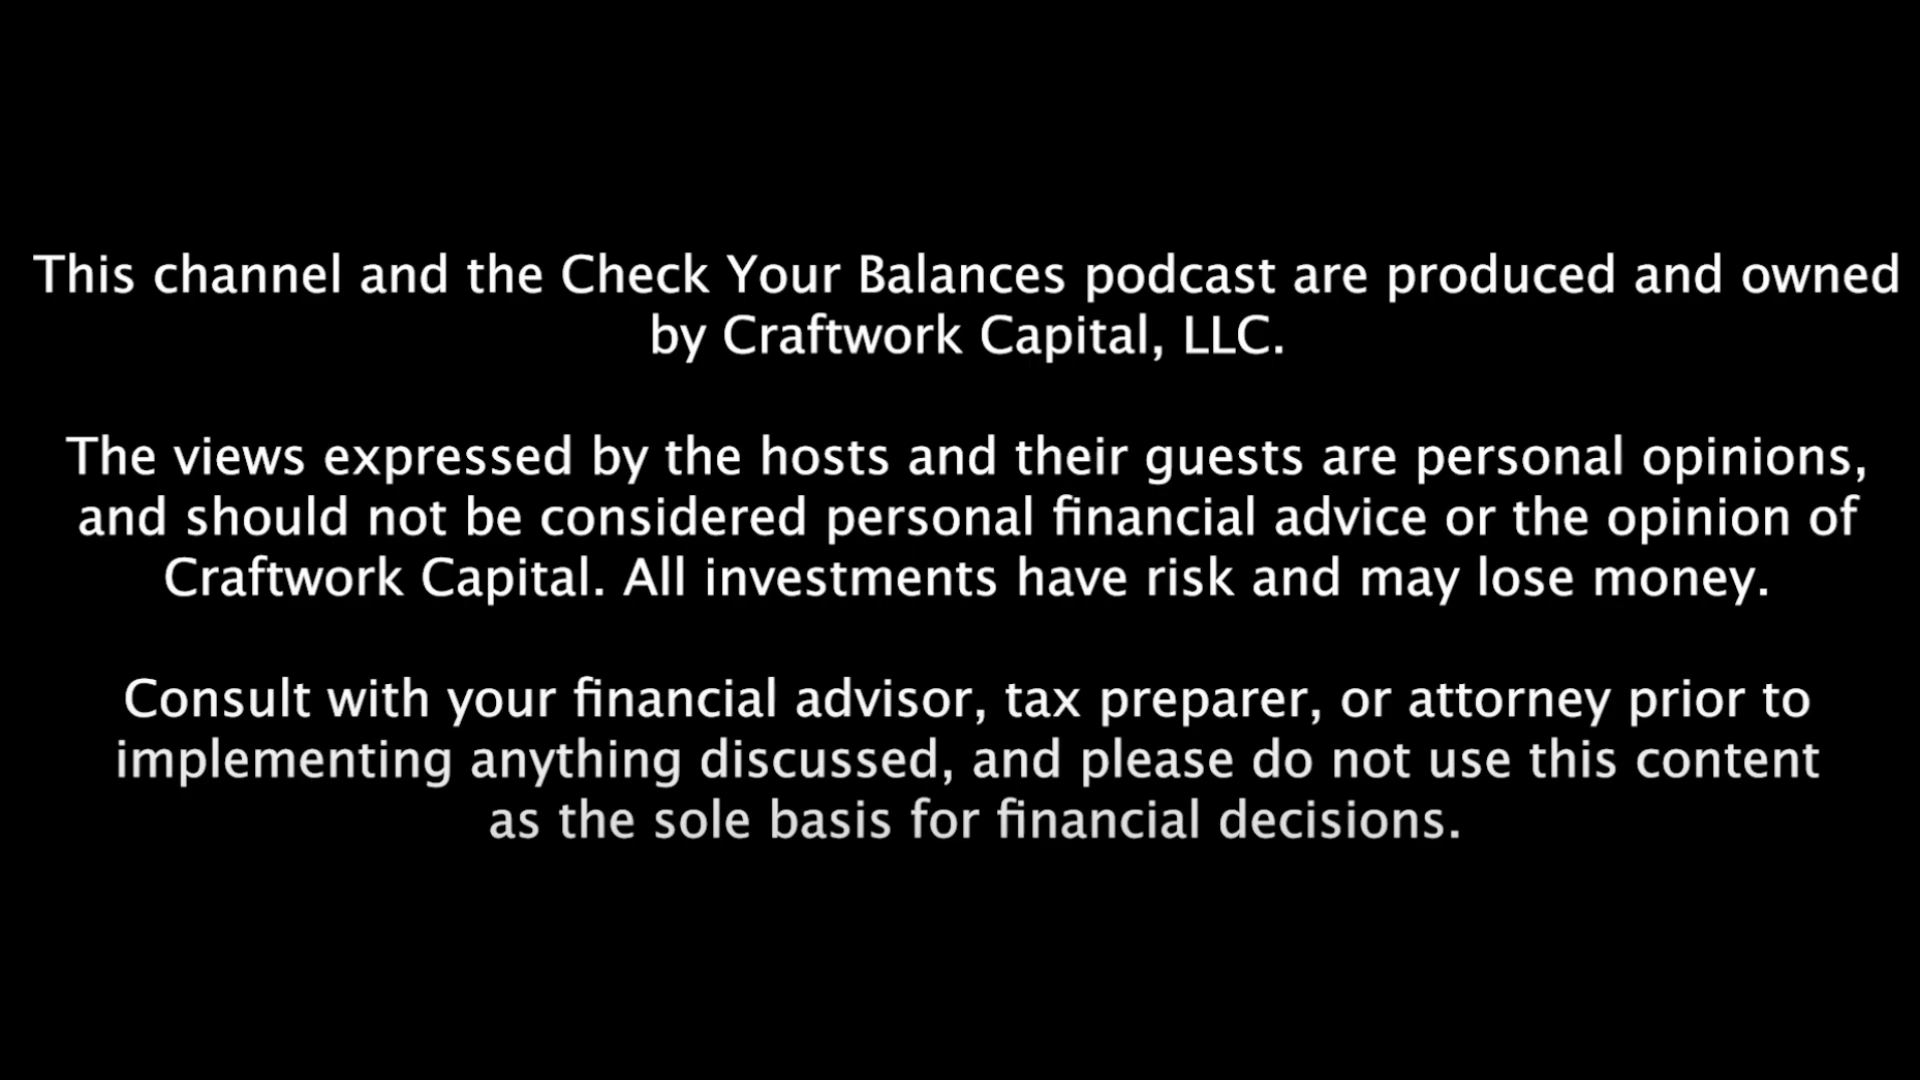 This channel and the Check Your Balances podcast are produced and owned
by Craftwork Capital, LLC.
The views expressed by the hosts and their guests are personal opinions,
and should not be considered personal financial advice or the opinion of
Craftwork Capital. All investments have risk and may lose money.
Consult with your financial advisor, tax preparer, or attorney prior to
implementing anything discussed, and please do not use this content
as the sole basis for financial decisions.